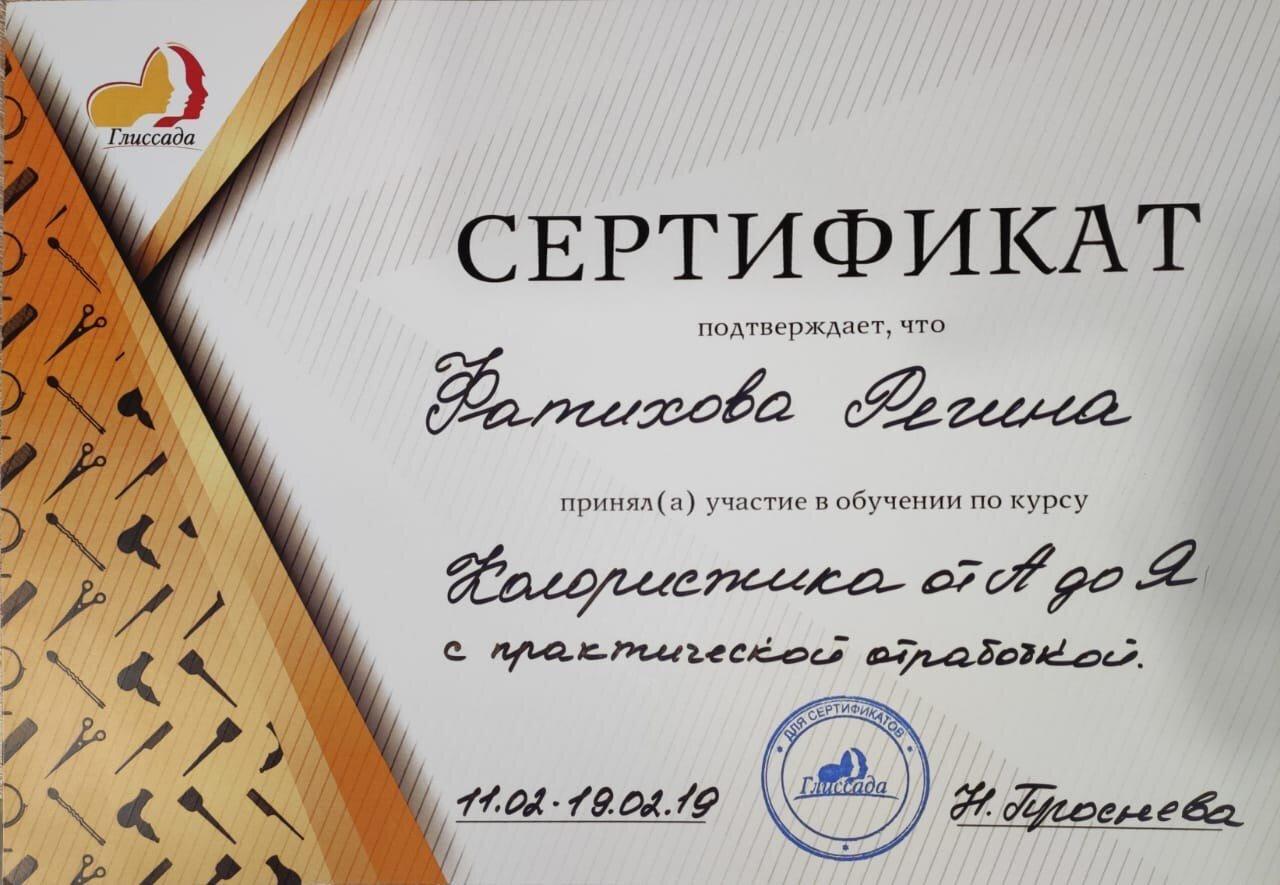 Глиссада
СЕРТИФИКАТ
подтверждает, что
Фатихова Регина
принял(а) участие в обучении по курсу
Колористика от А до Я
с практической отработкой.
ДЛЯ СЕРТИФИКАТОВ
Глиссада
11.02-19.02.19
Н. Проснева